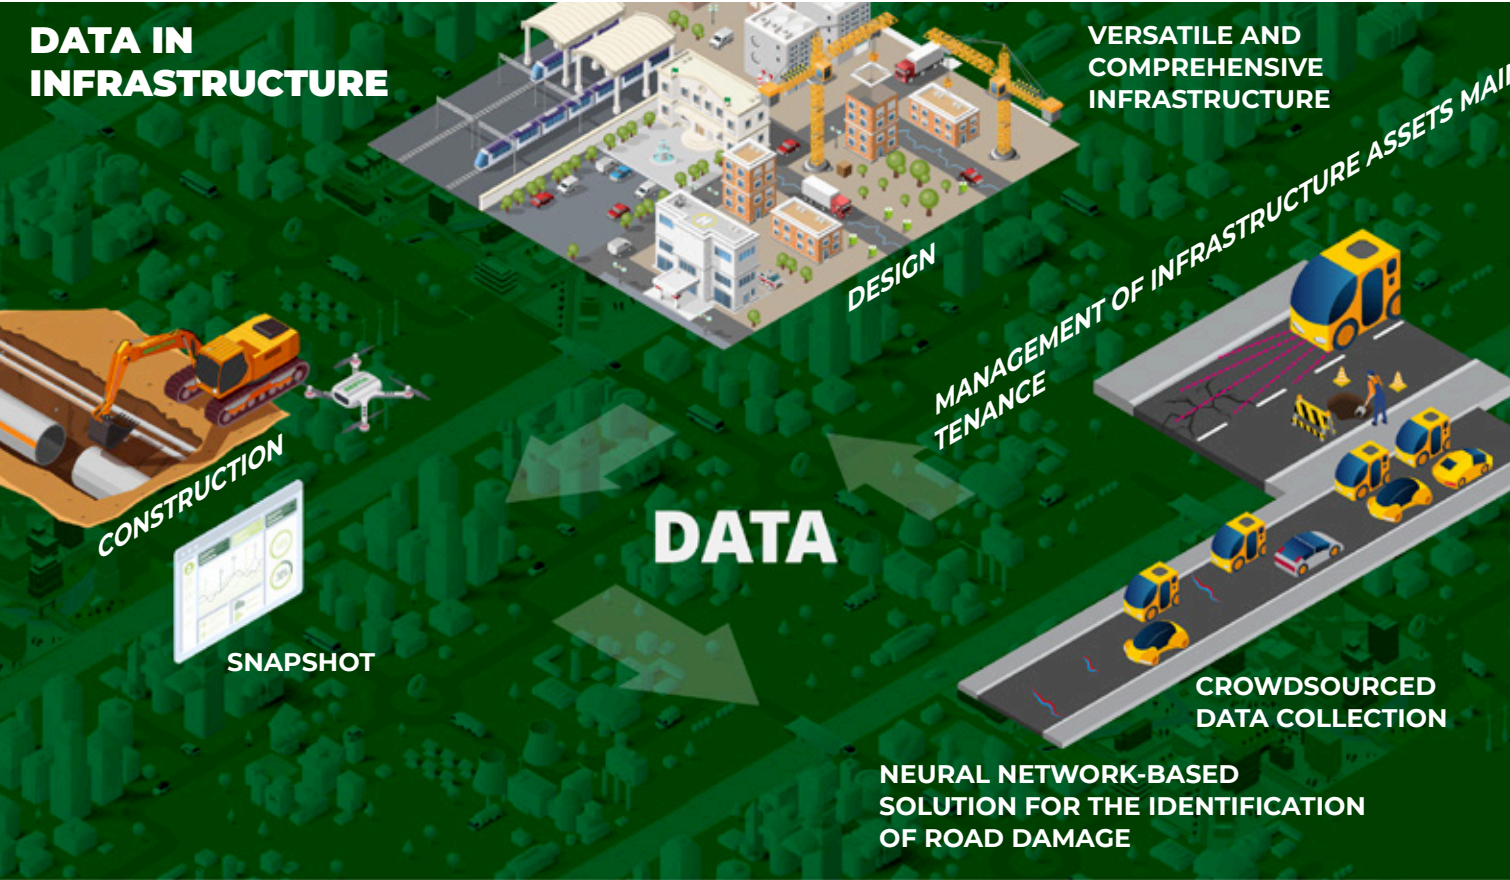 DATA IN
INFRASTRUCTURE
VERSATILE AND
COMPREHENSIVE
INFRASTRUCTURE
DESIGN
MANAGEMENT OF INFRASTRUCTURE ASSETS MAIN
TENANCE
CONSTRUCTION
DATA
SNAPSHOT
CROWDSOURCED
DATA COLLECTION
NEURAL NETWORK-BASED
SOLUTION FOR THE IDENTIFICATION
OF ROAD DAMAGE